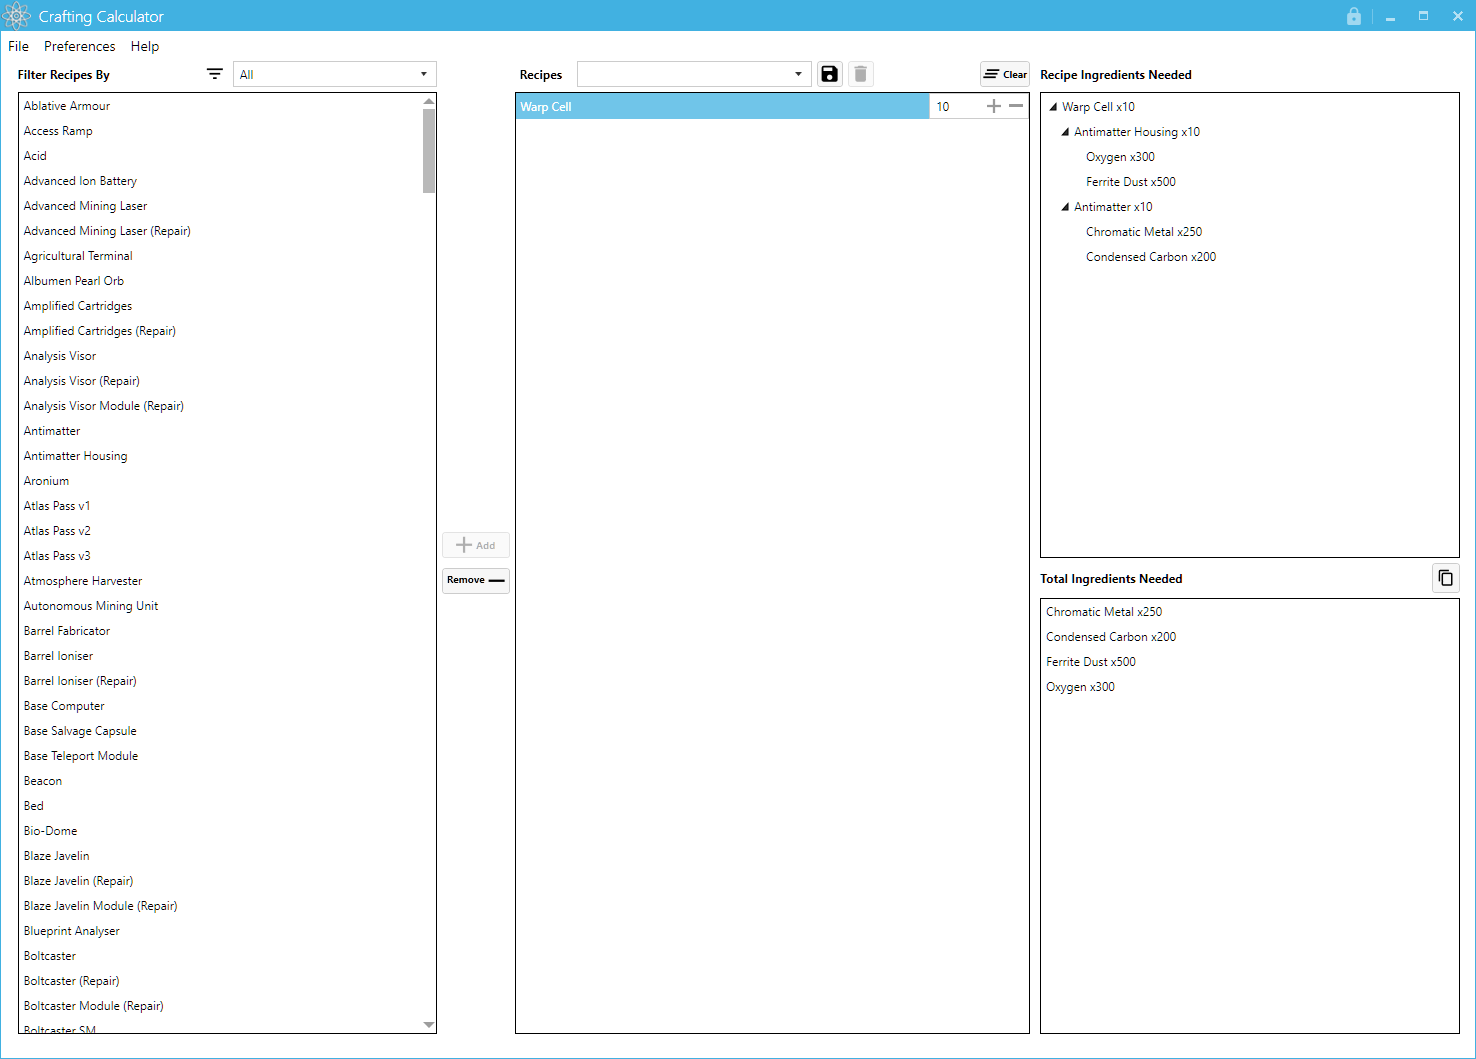 Crafting Calculator
File Preferences Help
Filter Recipes By
All
Ablative Armour
Access Ramp
Acid
Advanced Ion Battery
Advanced Mining Laser
Advanced Mining Laser (Repair)
Agricultural Terminal
Albumen Pearl Orb
Amplified Cartridges
Amplified Cartridges (Repair)
Analysis Visor
Analysis Visor (Repair)
Analysis Visor Module (Repair)
Antimatter
Antimatter Housing
Aronium
Atlas Pass v1
Atlas Pass v2
Atlas Pass v3
Atmosphere Harvester
Autonomous Mining Unit
Barrel Fabricator
Barrel Ioniser
Barrel Ioniser (Repair)
Base Computer
Base Salvage Capsule
Base Teleport Module
Beacon
Bed
Bio-Dome
Blaze Javelin
Blaze Javelin (Repair)
Blaze Javelin Module (Repair)
Blueprint Analyser
Boltcaster
Boltcaster (Repair)
Boltcaster Module (Repair)
Boltcaster SM
Add
Remove
Recipes
Clear
Warp Cell 10
Recipe Ingredients Needed
Warp Cell x10
Antimatter Housing x10
Oxygen x300
Ferrite Dust x500
Antimatter x10
Chromatic Metal x250
Condensed Carbon x200
Total Ingredients Needed
Chromatic Metal x250
Condensed Carbon x200
Ferrite Dust x500
Oxygen x300